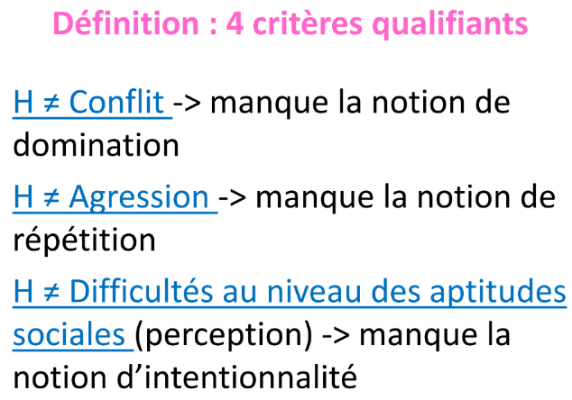 Définition : 4 critères qualifiants
H ≠ Conflit -> manque la notion de
domination
H ≠ Agression -> manque la notion de
répétition
H ≠ Difficultés au niveau des aptitudes
sociales (perception) -> manque la
notion d’intentionnalité